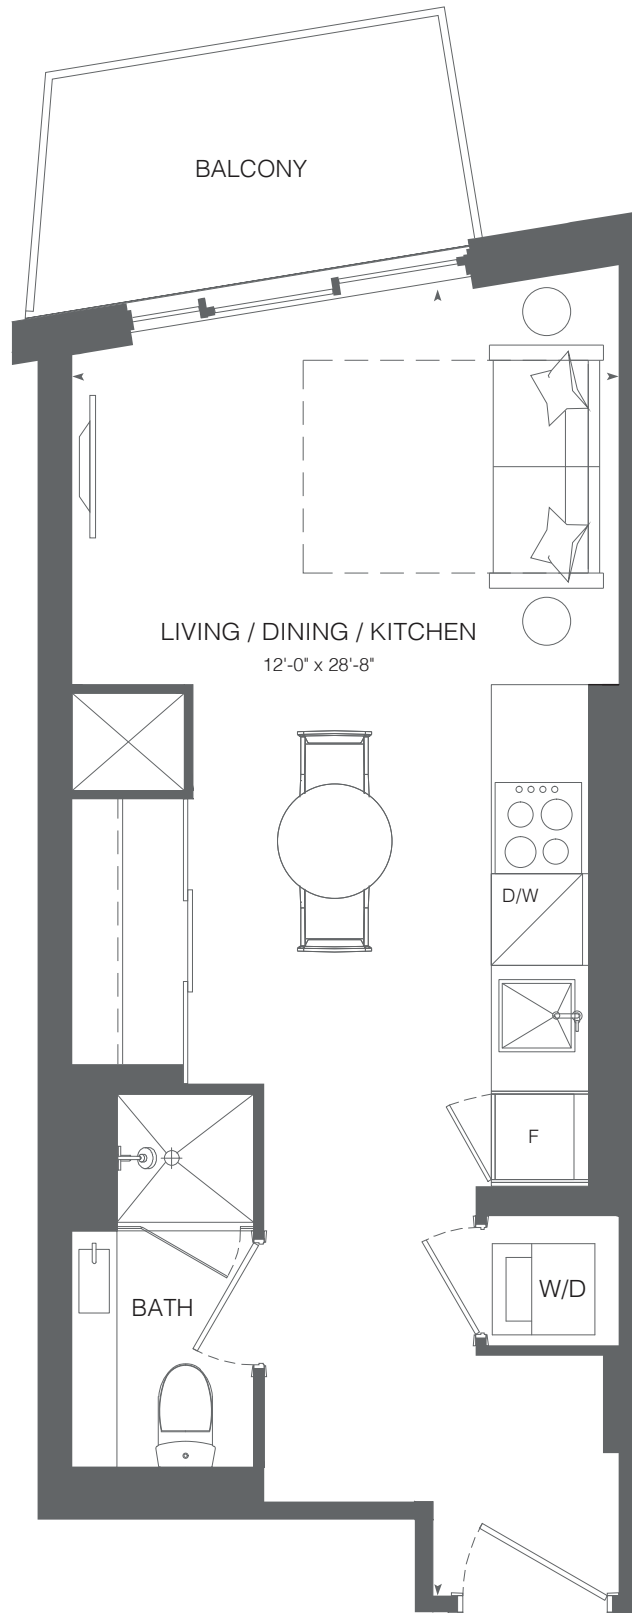 BALCONY
LIVING / DINING / KITCHEN
12'-0" x 28'-8"
D/W
F
W/D
BATH